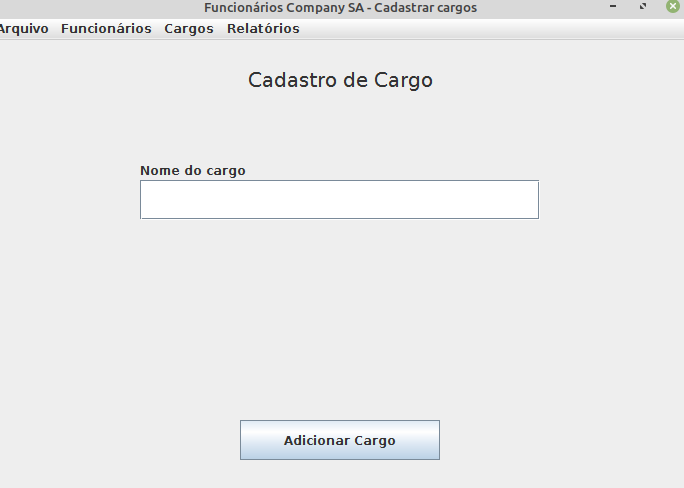 Funcionários Company SA - Cadastrar cargos
Arquivo Funcionários Cargos Relatórios
Cadastro de Cargo
Nome do cargo
Adicionar Cargo